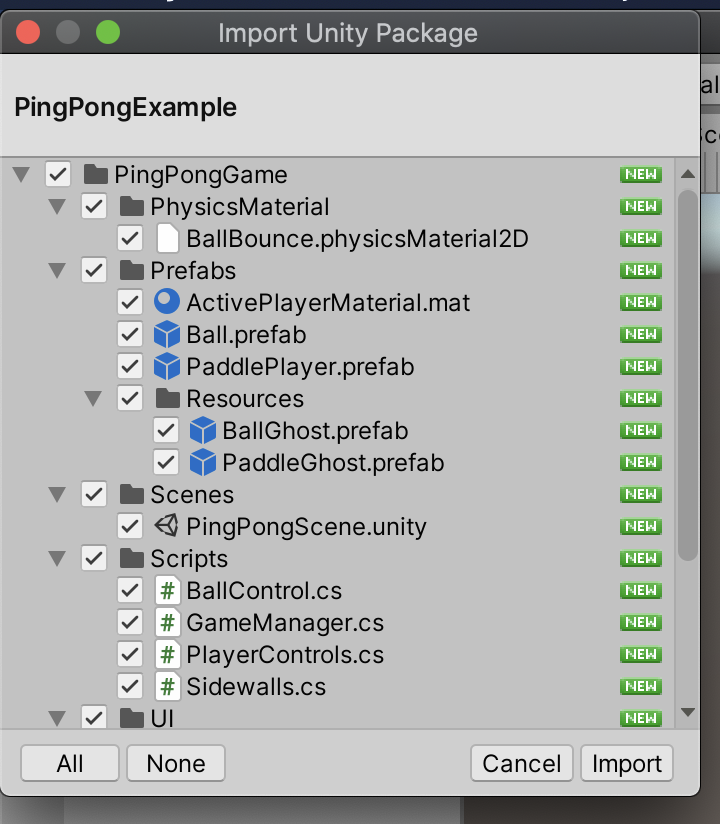 Import Unity Package
PingPongExample
PingPongGame NEW
PhysicsMaterial NEW
BallBounce.physicsMaterial2D NEW
Prefabs NEW
ActivePlayerMaterial.mat NEW
Ball.prefab NEW
PaddlePlayer.prefab NEW
Resources NEW
BallGhost.prefab NEW
PaddleGhost.prefab NEW
Scenes NEW
PingPongScene.unity NEW
Scripts NEW
# BallControl.cs NEW
# GameManager.cs NEW
# PlayerControls.cs NEW
# Sidewalls.cs NEW
UI NEW
All None Cancel Import